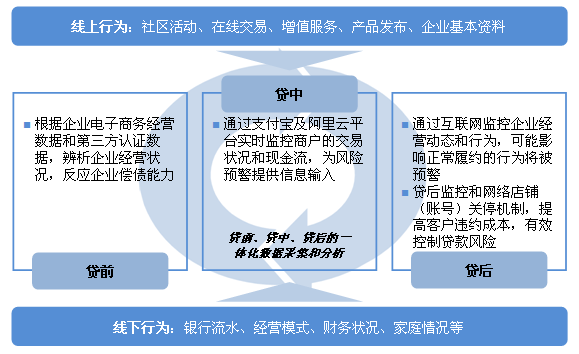 线上行为：社区活动、在线交易、增值服务、产品发布、企业基本资料
根据企业电子商务经营
数据和第三方认证数
据，辨析企业经营状
况，反应企业偿债能力
贷前
贷中
通过支付宝及阿里云平
台实时监控商户的交易
状况和现金流，为风险
预警提供信息输入
贷前、贷中、贷后的一
体化数据采集和分析
通过互联网监控企业经
营动态和行为，可能影
响正常履约的行为将被
预警
贷后监控和网络店铺
（账号）关停机制，提
高客户违约成本，有效
控制贷款风险
贷后
线下行为：银行流水、经营模式、财务状况、家庭情况等